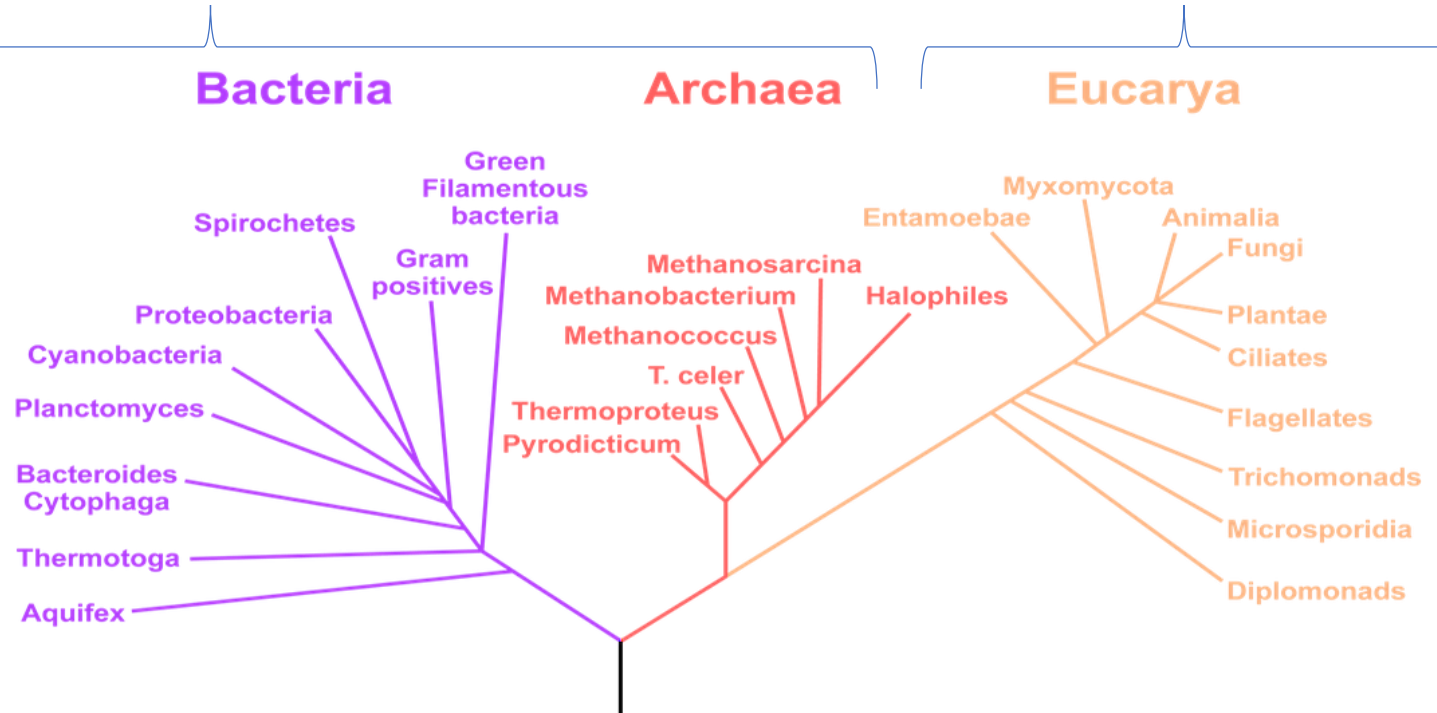 Bacteria
Archaea
Eucarya
Green
Filamentous
bacteria
Spirochetes
Gram
positives
Proteobacteria
Cyanobacteria
Planctomyces
Bacteroides
Cytophaga
Thermotoga
Aquifex
Methanosarcina
Methanobacterium
Halophiles
Methanococcus
T. celer
Thermoproteus
Pyrodicticum
Myxomycota
Entamoebae
Animalia
Fungi
Plantae
Ciliates
Flagellates
Trichomonads
Microsporidia
Diplomonads